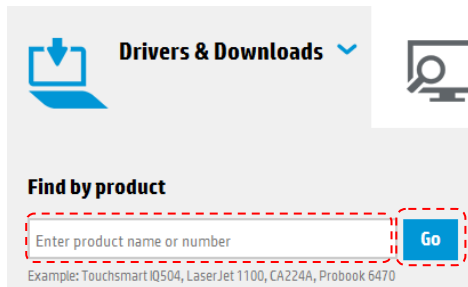 Drivers & Downloads
Find by product
Enter product name or number
Go
Example: Touchsmart IQ504, LaserJet 1100, CA224A, Probook 6470